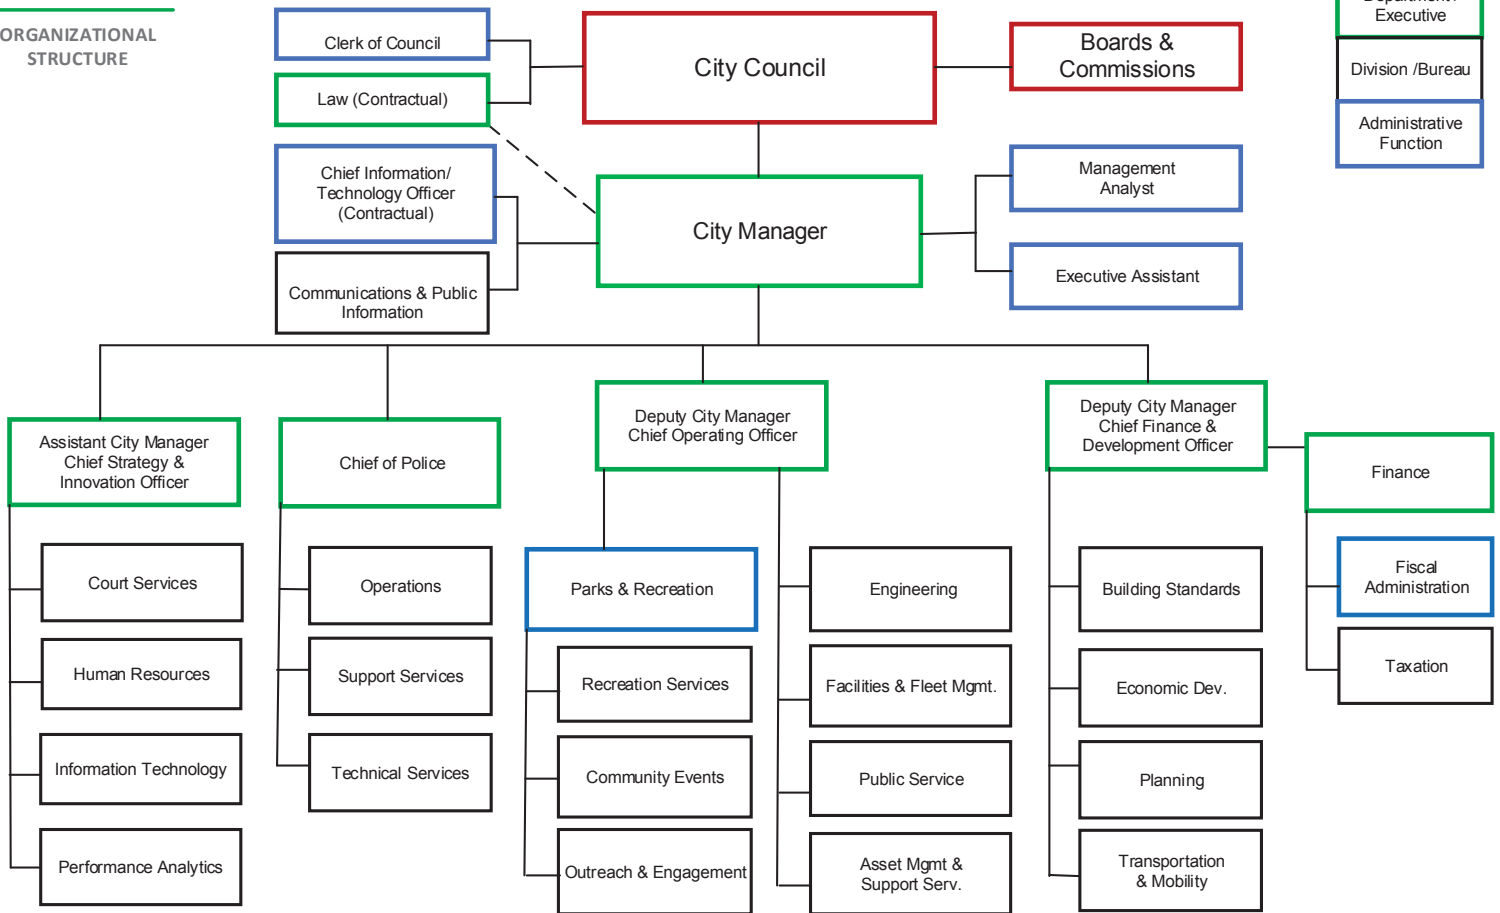 ORGANIZATIONAL
STRUCTURE
Clerk of Council
Law (Contractual)
City Council
Boards &
Commissions
Department /
Executive
Division /Bureau
Administrative
Function
Chief Information/
Technology Officer
(Contractual)
Communications & Public
Information
City Manager
Management
Analyst
Executive Assistant
Assistant City Manager
Chief Strategy &
Innovation Officer
Chief of Police
Deputy City Manager
Chief Operating Officer
Deputy City Manager
Chief Finance &
Development Officer
Finance
Court Services
Human Resources
Information Technology
Performance Analytics
Operations
Support Services
Technical Services
Parks & Recreation
Recreation Services
Community Events
Outreach & Engagement
Engineering
Facilities & Fleet Mgmt.
Public Service
Asset Mgmt &
Support Serv.
Building Standards
Economic Dev.
Planning
Transportation
& Mobility
Fiscal
Administration
Taxation